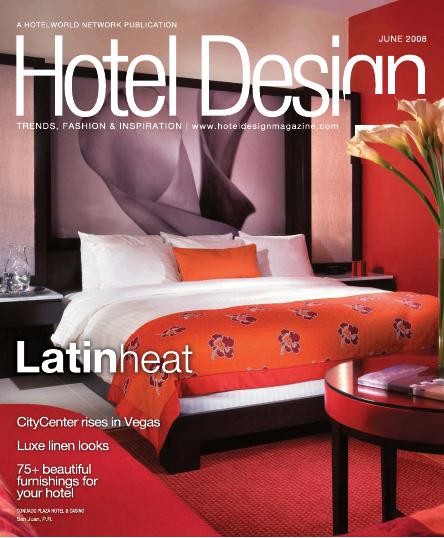 A HOTELWORLD NETWORK PUBLICATION
JUNE 2008
Hotel Design
TRENDS, FASHION & INSPIRATION | www.hoteldesignmagazine.com
Latinheat
CityCenter rises in Vegas
Luxe linen looks
75+ beautiful
furnishings for
your hotel
CONDADO PLAZA HOTEL & CASINO
San Juan, P.R.